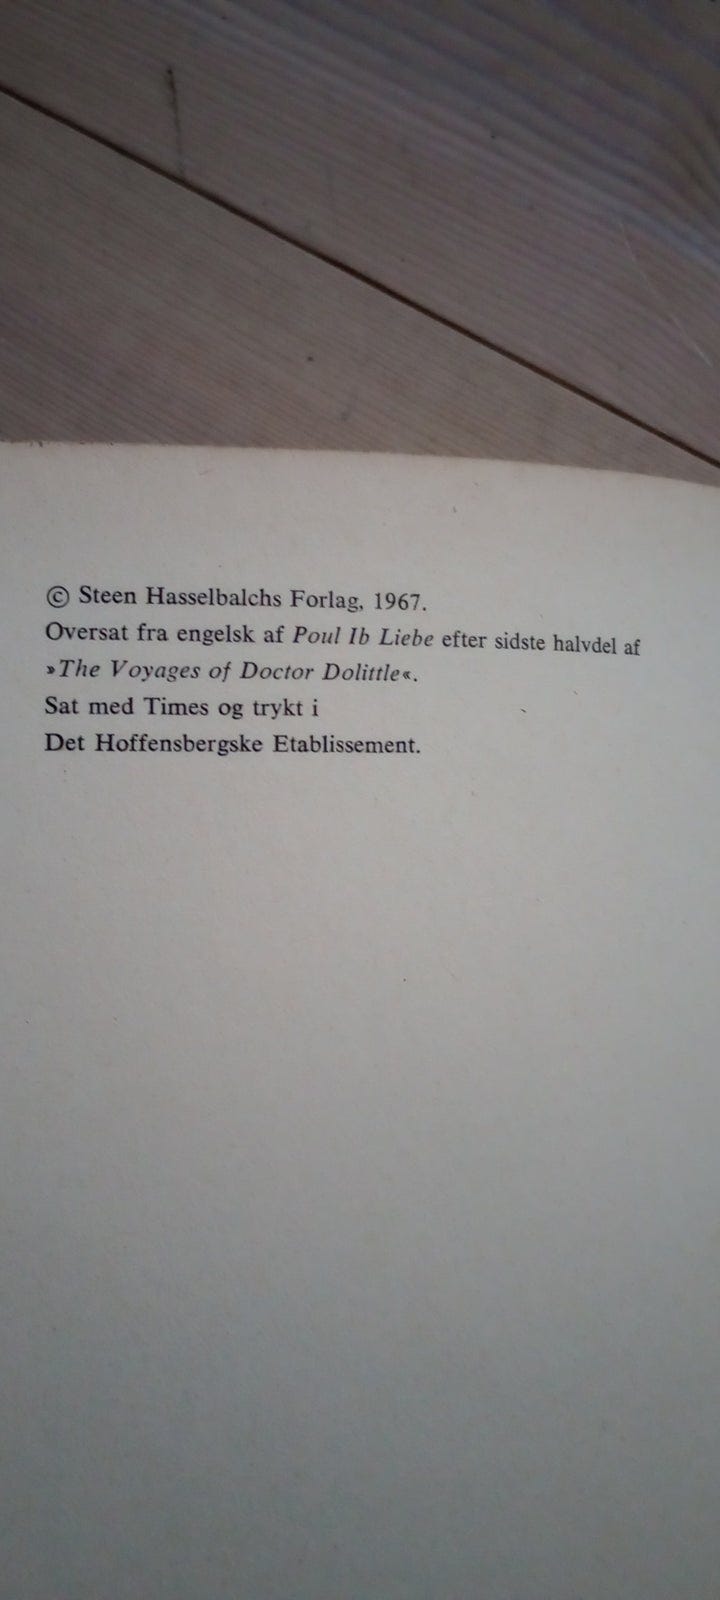 © Steen Hasselbalchs Forlag, 1967.
Oversat fra engelsk af Poul Ib Liebe efter sidste halvdel af
»The Voyages of Doctor Dolittle«.
Sat med Times og trykt i
Det Hoffensbergske Etablissement.